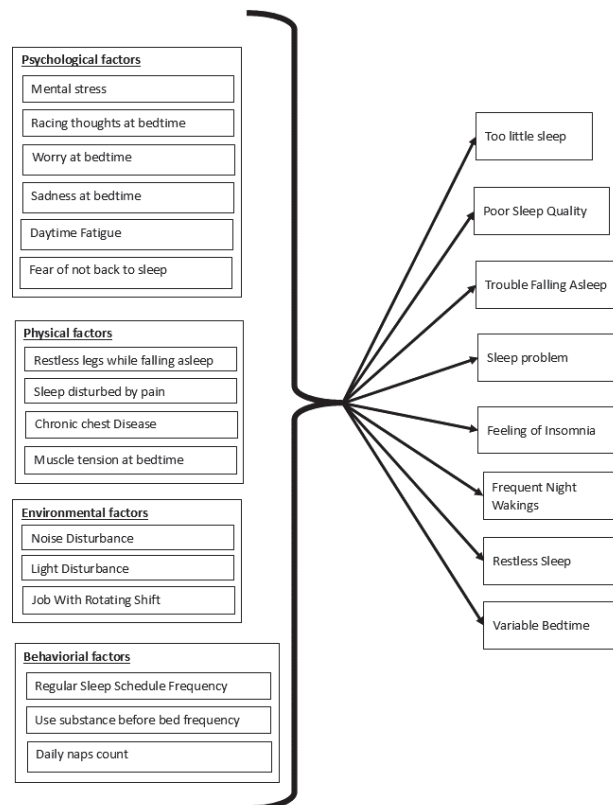 Psychological factors
Mental stress
Racing thoughts at bedtime
Worry at bedtime
Sadness at bedtime
Daytime Fatigue
Fear of not back to sleep
Physical factors
Restless legs while falling asleep
Sleep disturbed by pain
Chronic chest Disease
Muscle tension at bedtime
Environmental factors
Noise Disturbance
Light Disturbance
Job With Rotating Shift
Behaviorial factors
Regular Sleep Schedule Frequency
Use substance before bed frequency
Daily naps count
Too little sleep
Poor Sleep Quality
Trouble Falling Asleep
Sleep problem
Feeling of Insomnia
Frequent Night
Wakings
Restless Sleep
Variable Bedtime